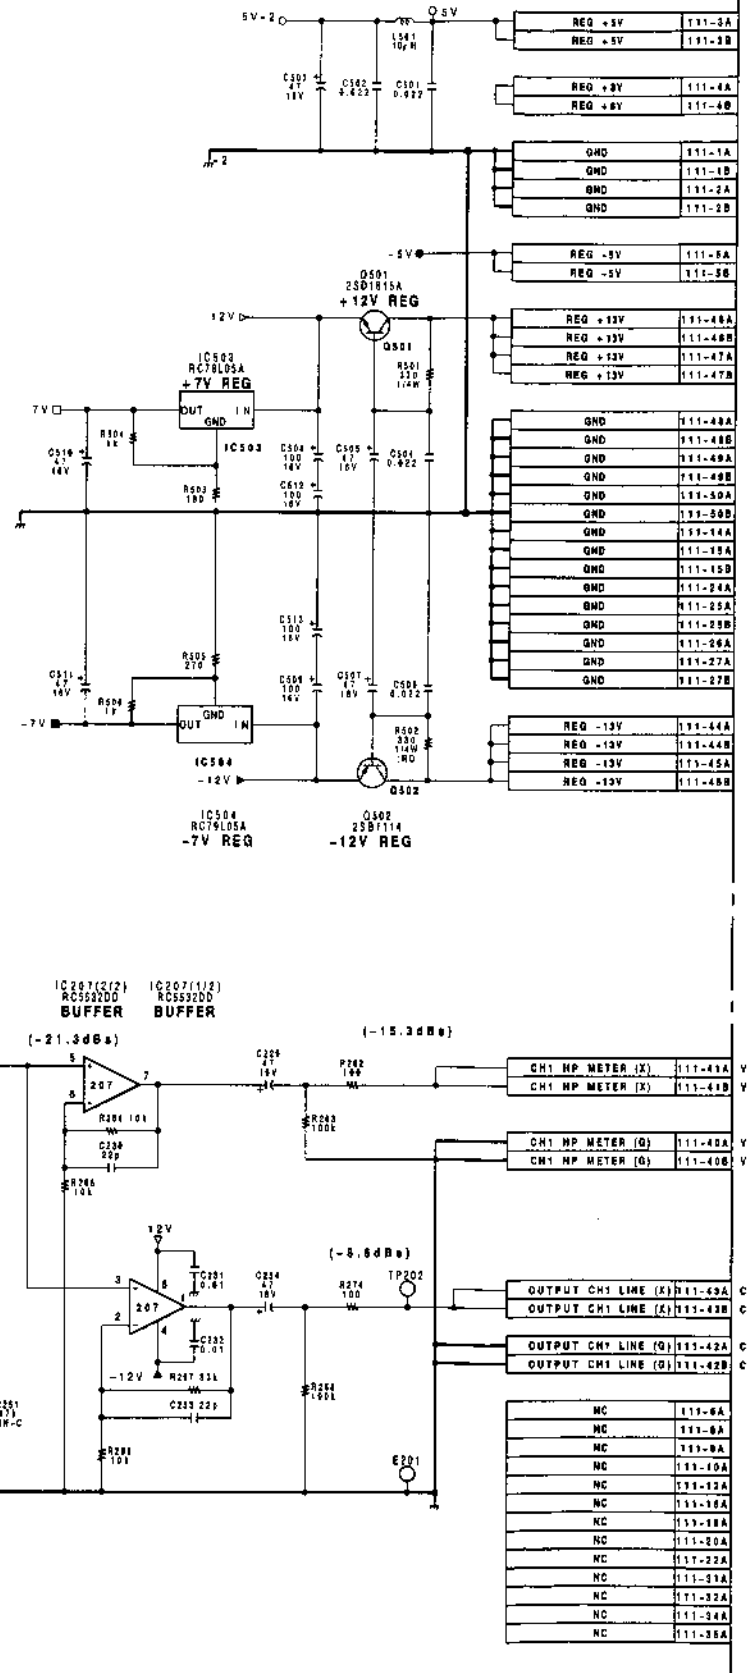 5V-2
5V
L501
10μH
C503
47
16V
C502
0.022
C501
0.022
-2
REG +5V 111-3A
REG +5V 111-3B
111-4A
111-4B
GND 111-1A
GND 111-1B
GND 111-2A
GND 111-2B
-5V
REG -5V 111-5A
REG -5V 111-5B
Q501
2SD1815A
+12V REG
12V
Q501
R501
330
1/4W
REG +13V 111-46A
REG +13V 111-46B
REG +13V 111-47A
REG +13V 111-47B
IC503
RC78L05A
+7V REG
7V
OUT IN
GND
IC503
R504
1k
C510
47
16V
R503
180
C504
100
16V
C512
100
16V
C505
47
16V
0.022
GND 111-48A
GND 111-48B
GND 111-49A
GND 111-49B
GND 111-50A
GND 111-50B
GND 111-14A
GND 111-15A
GND 111-15B
GND 111-24A
GND 111-25A
GND 111-25B
GND 111-26A
GND 111-27A
GND 111-27B
C513
100
16V
R505
270
C511
47
16V
1k
100
16V
C507
47
16V
0.022
-7V
OUT GND IN
IC504
-12V
R502
330
1/4W
Q502
REG -13V 111-44A
REG -13V 111-44B
REG -13V 111-45A
REG -13V 111-45B
IC504
RC79L05A
-7V REG
Q502
2SB1114
-12V REG
IC207(2/2)
RC5532DD
BUFFER
IC207(1/2)
RC5532DD
BUFFER
(-21.3dBs)
5
6
7
207
10k
22p
10k
47
16V
R262
100
R263
100k
(-15.3dBs)
CH1 HP METER (X) 111-41A V
CH1 HP METER (X) 111-41B V
CH1 HP METER (G) 111-40A V
CH1 HP METER (G) 111-40B V
12V
3
2
8
1
4
207
C231
0.01
C232
0.01
-12V
C233 22p
10k
C234
47
16V
R274
100
100k
TP202
E201
OUTPUT CH1 LINE (X) 111-43A C
OUTPUT CH1 LINE (X) 111-43B C
OUTPUT CH1 LINE (G) 111-42A C
OUTPUT CH1 LINE (G) 111-42B C
NC 111-6A
NC 111-8A
NC 111-9A
NC 111-10A
NC 111-13A
NC 111-16A
NC 111-18A
NC 111-20A
NC 111-22A
NC 111-31A
NC 111-32A
NC 111-34A
NC 111-35A